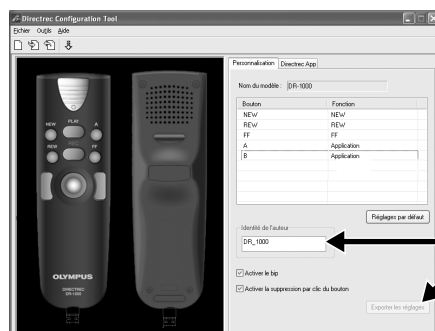 Directrec Configuration Tool
Fichier Outils Aide
Personnalisation Directrec App
Nom du modèle : DR-1000
Bouton Fonction
NEW NEW
REW REW
FF FF
A Application
B Application
Réglages par défaut
Identité de l'auteur
DR_1000
Activer le bip
Activer la suppression par clic du bouton
Exporter les réglages
NEW PLAY A
REW REC FF
OLYMPUS
DIRECTREC
DR-1000